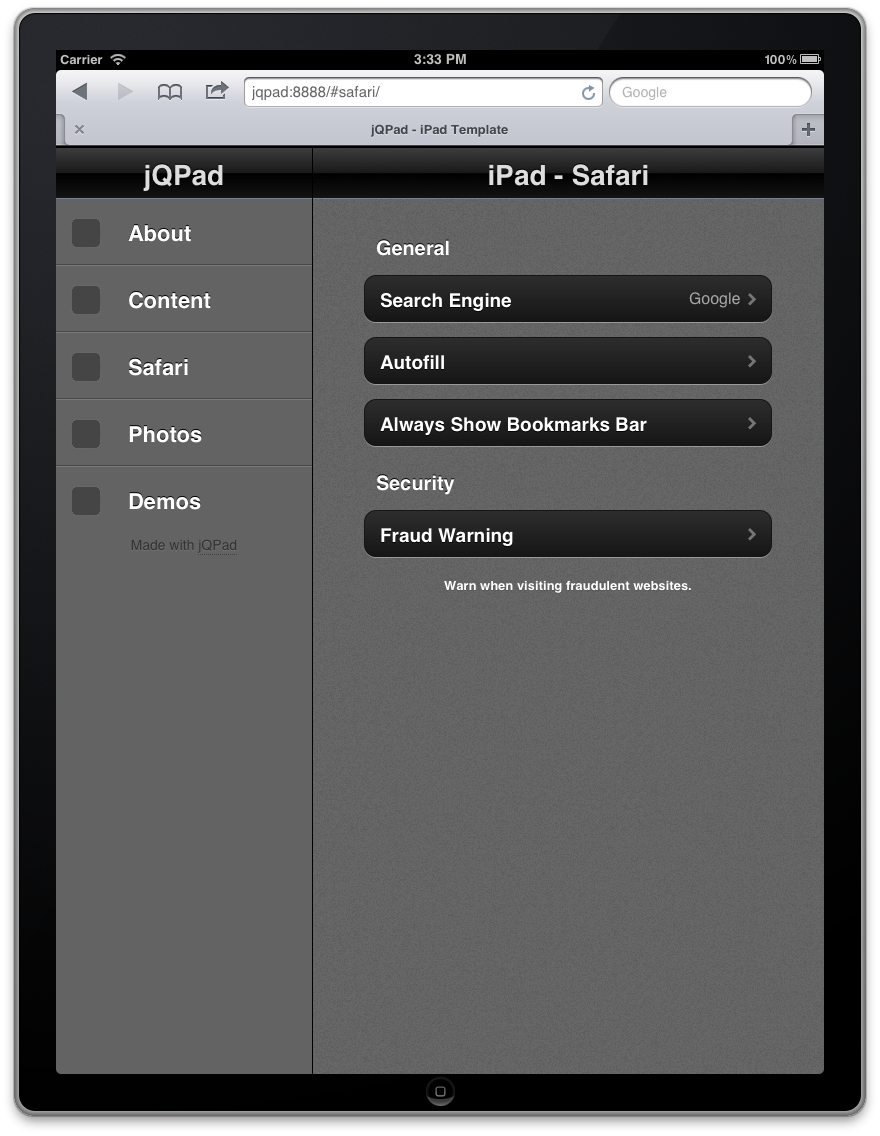 Carrier 3:33 PM 100%
jqpad:8888/#safari/ Google
jQPad - iPad Template
jQPad
iPad - Safari
About
Content
Safari
Photos
Demos
Made with jQPad
General
Search Engine Google
Autofill
Always Show Bookmarks Bar
Security
Fraud Warning
Warn when visiting fraudulent websites.